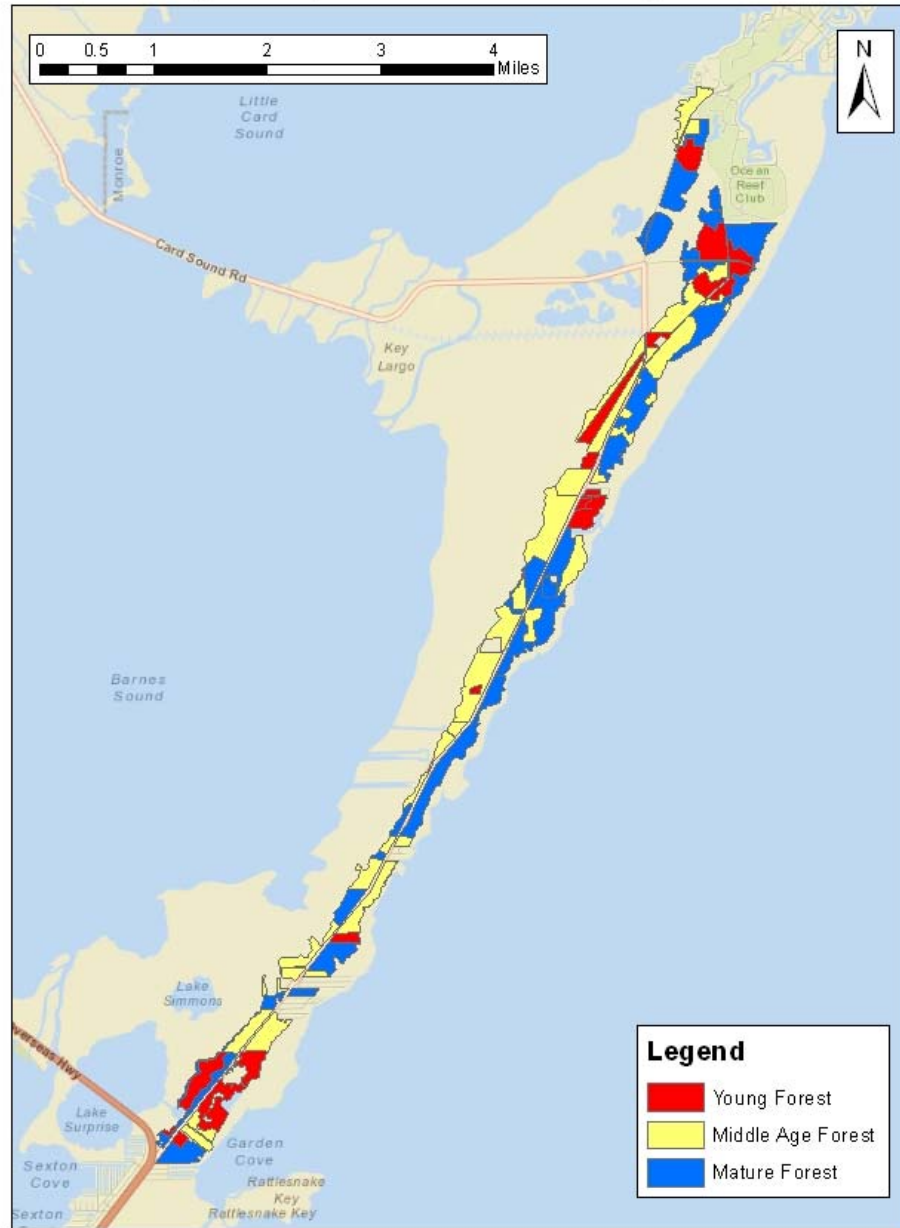 0 0.5 1 2 3 4
Miles
N
Little
Card
Sound
Monroe
Ocean
Reef
Club
Card Sound Rd
Key
Largo
Barnes
Sound
Lake
Simmons
Overseas Hwy
Lake
Surprise
Garden
Cove
Sexton
Cove
Rattlesnake
Key
Rattlesnake Key
Sexton
Legend
Young Forest
Middle Age Forest
Mature Forest